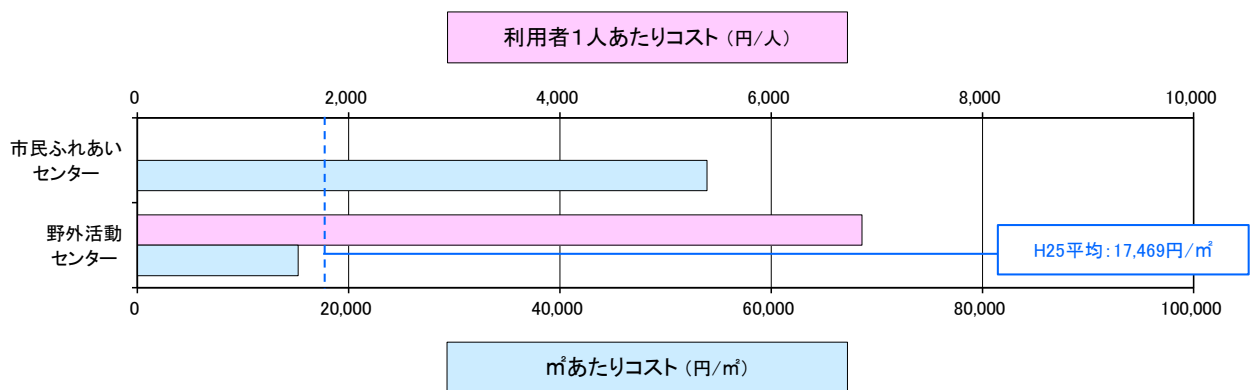 利用者１人あたりコスト（円/人）
0 2,000 4,000 6,000 8,000 10,000
市民ふれあい
センター
野外活動
センター
H25平均：17,469円/㎡
0 20,000 40,000 60,000 80,000 100,000
㎡あたりコスト（円/㎡）